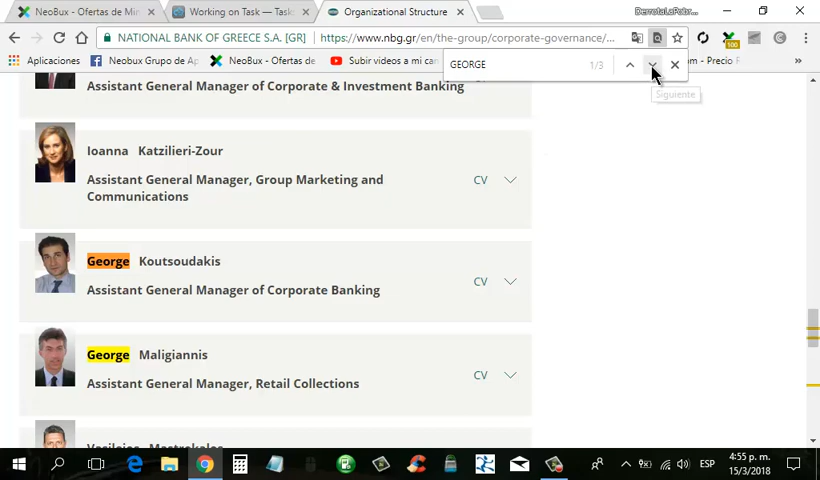 NeoBux - Ofertas de Min
Working on Task — Task
Organizational Structure
NATIONAL BANK OF GREECE S.A. [GR]
https://www.nbg.gr/en/the-group/corporate-governance/...
100
Aplicaciones
Neobux Grupo de Ap
NeoBux - Ofertas de
Subir videos a mi can
m - Precio
GEORGE
1/3
Siguiente
Assistant General Manager of Corporate & Investment Banking
Ioanna Katzilieri-Zour
Assistant General Manager, Group Marketing and
Communications
CV
George Koutsoudakis
Assistant General Manager of Corporate Banking
CV
George Maligiannis
Assistant General Manager, Retail Collections
CV
ESP
4:55 p. m.
15/3/2018